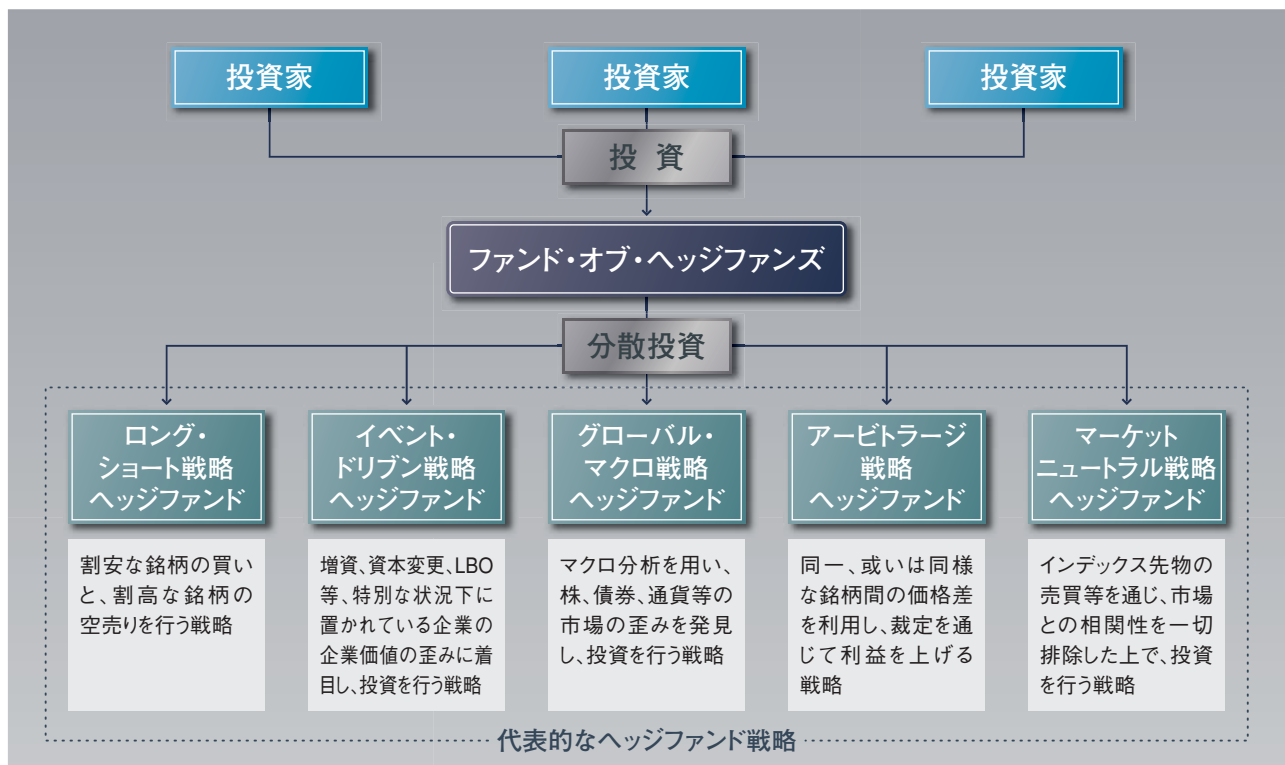 投資家
投資家
投資家
投 資
ファンド・オブ・ヘッジファンズ
分散投資
ロング・
ショート戦略
ヘッジファンド
割安な銘柄の買い
と、割高な銘柄の
空売りを行う戦略
イベント・
ドリブン戦略
ヘッジファンド
増資、資本変更、LBO
等、特別な状況下に
置かれている企業の
企業価値の歪みに着
目し、投資を行う戦略
グローバル・
マクロ戦略
ヘッジファンド
マクロ分析を用い、
株、債券、通貨等の
市場の歪みを発見
し、投資を行う戦略
アービトラージ
戦略
ヘッジファンド
同一、或いは同様
な銘柄間の価格差
を利用し、裁定を通
じて利益を上げる
戦略
マーケット
ニュートラル戦略
ヘッジファンド
インデックス先物の
売買等を通じ、市場
との相関性を一切
排除した上で、投資
を行う戦略
代表的なヘッジファンド戦略